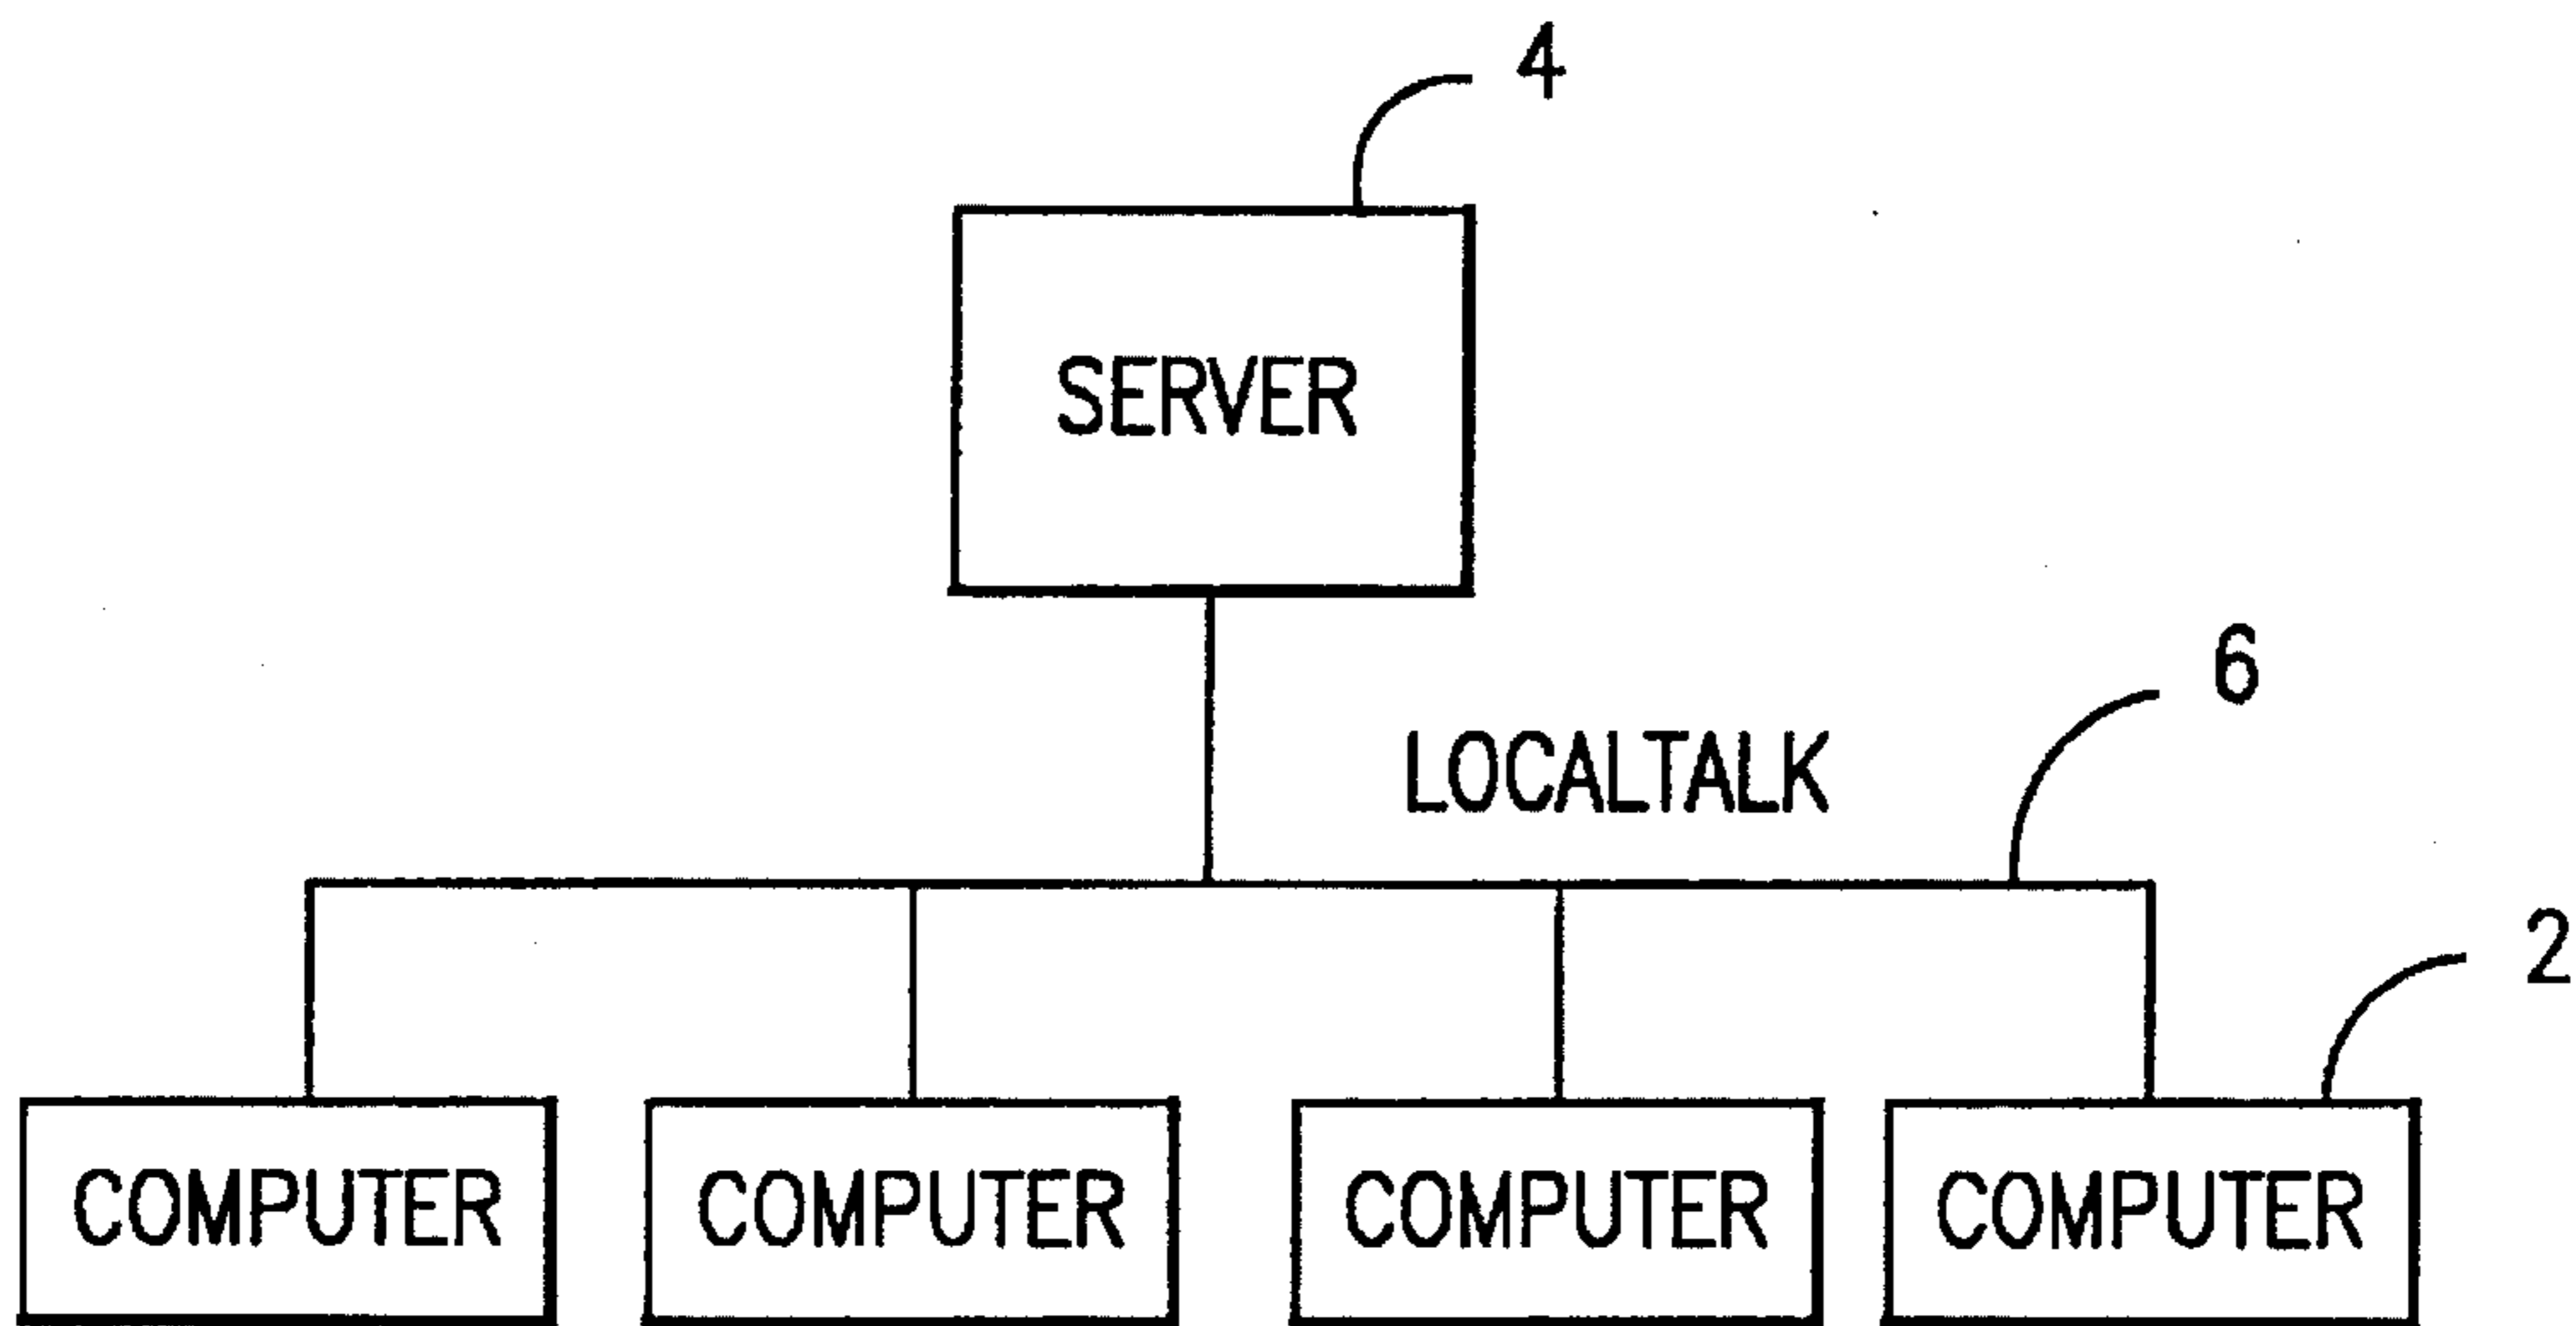 4
SERVER
6
LOCALTALK
2
COMPUTER COMPUTER COMPUTER COMPUTER